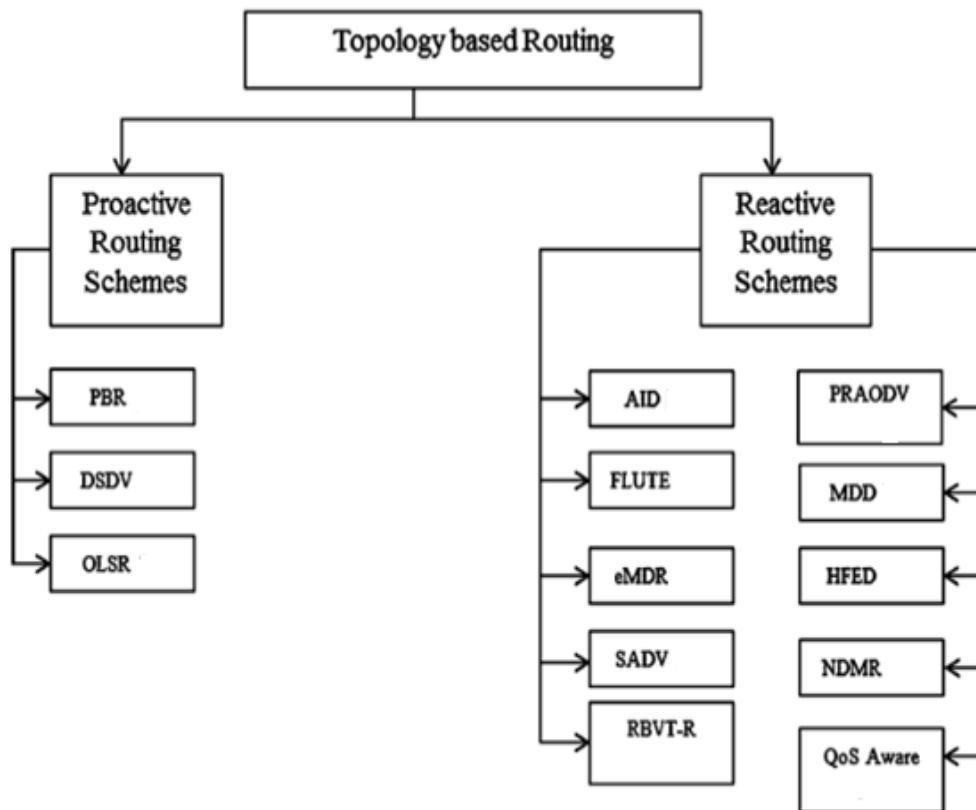 Topology based Routing
Proactive
Routing
Schemes
Reactive
Routing
Schemes
PBR
DSDV
OLSR
AID
FLUTE
eMDR
SADV
RBVT-R
PRAODV
MDD
HFED
NDMR
QoS Aware